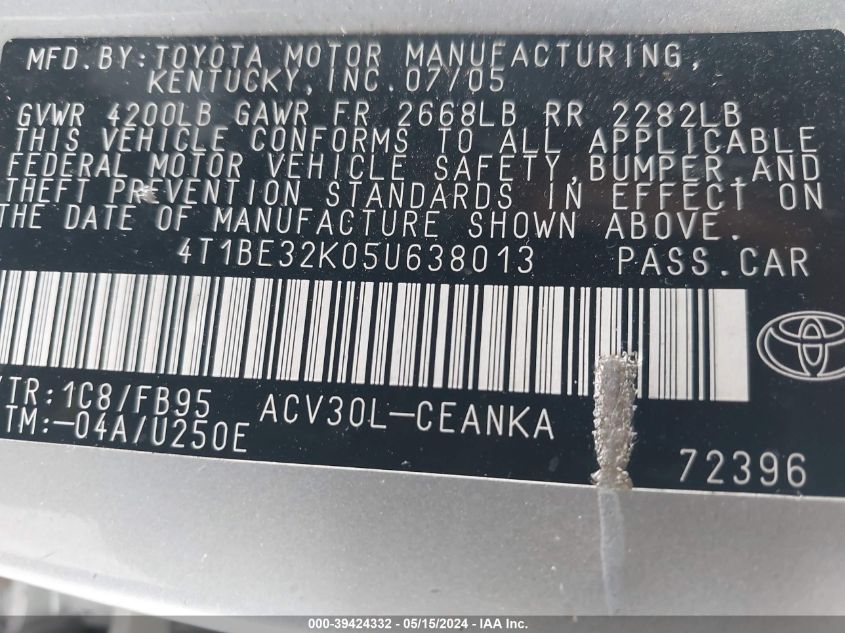 MFD.BY:TOYOTA MOTOR MANUFACTURING,
KENTUCKY,INC.07/05
GVWR 4200LB GAWR FR 2668LB RR 2282LB
THIS VEHICLE CONFORMS TO ALL APPLICABLE
FEDERAL MOTOR VEHICLE SAFETY,BUMPER,AND
THEFT PREVENTION STANDARDS IN EFFECT ON
THE DATE OF MANUFACTURE SHOWN ABOVE.
4T1BE32K05U638013 PASS.CAR
/TR:1C8/FB95 ACV30L-CEANKA
TM:-04A/U250E
72396
000-39424332 - 05/15/2024 - IAA Inc.